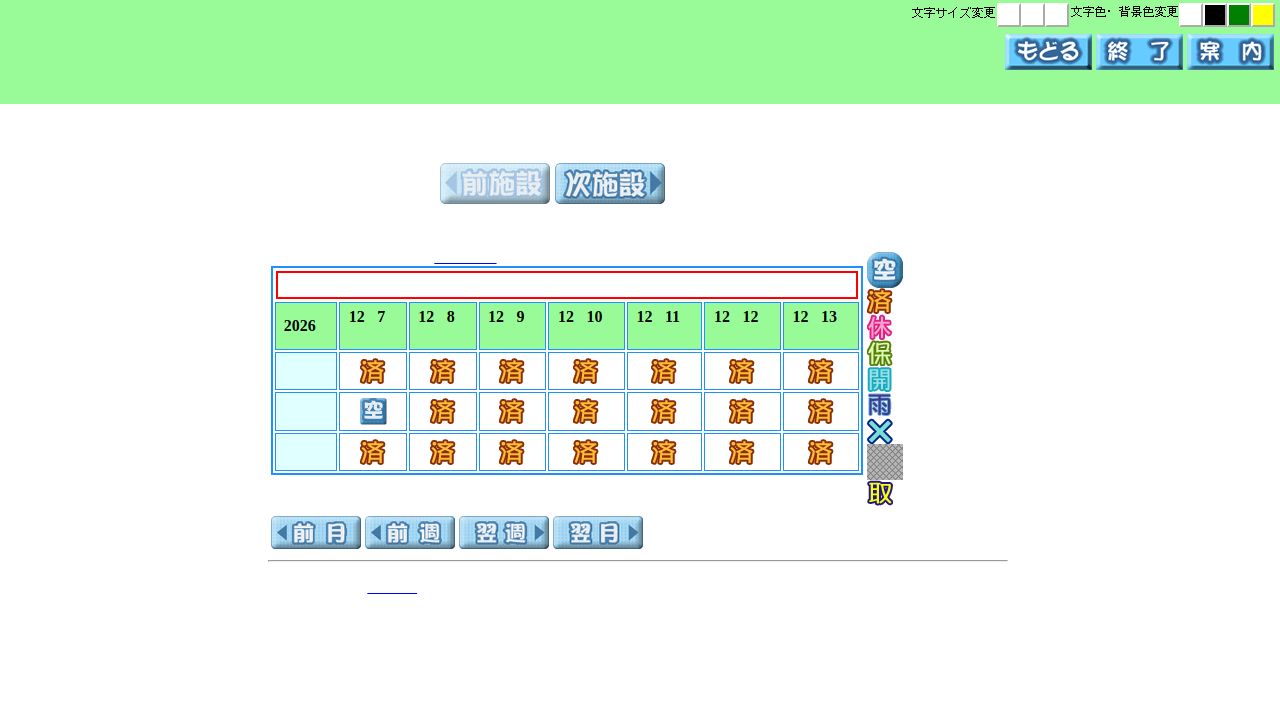 文字サイズ変更 文字色・背景色変更
もどる 終了 案内
前施設 次施設
空
済
休
保
開
雨
×
取
2026 12 7 12 8 12 9 12 10 12 11 12 12 12 13
済 済 済 済 済 済 済
空 済 済 済 済 済 済
済 済 済 済 済 済 済
前月 前週 翌週 翌月